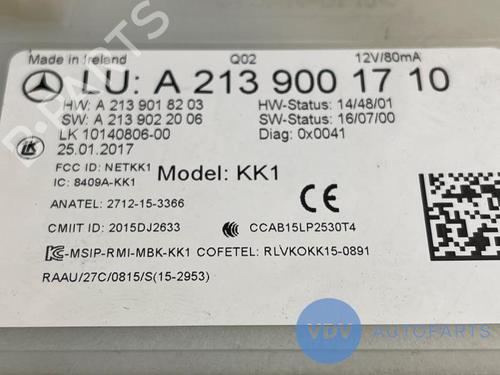 Made in Ireland Q02 12V/80mA
LU: A 213 900 17 10
HW: A 213 901 82 03 HW-Status: 14/48/01
SW: A 213 902 20 06 SW-Status: 16/07/00
LK 10140806-00 Diag: 0x0041
LK 25.01.2017
FCC ID: NETKK1 Model: KK1
IC: 8409A-KK1
ANATEL: 2712-15-3366 CE
CMIIT ID: 2015DJ2633 CCAB15LP2530T4
-MSIP-RMI-MBK-KK1 COFETEL: RLVKOKK15-0891
RAAU/27C/0815/S(15-2953)
VDV AUTOPARTS
B-PARTS